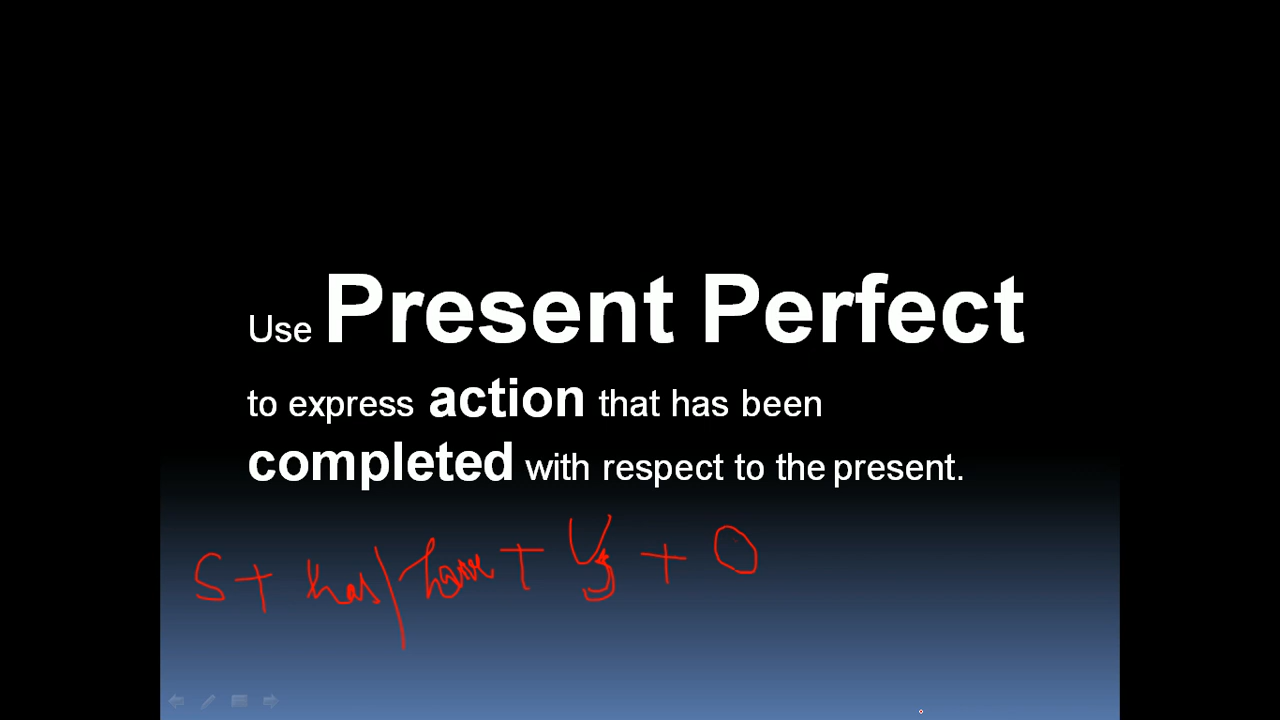 Use Present Perfect
to express action that has been
completed with respect to the present.
S + has/have + V3 + O